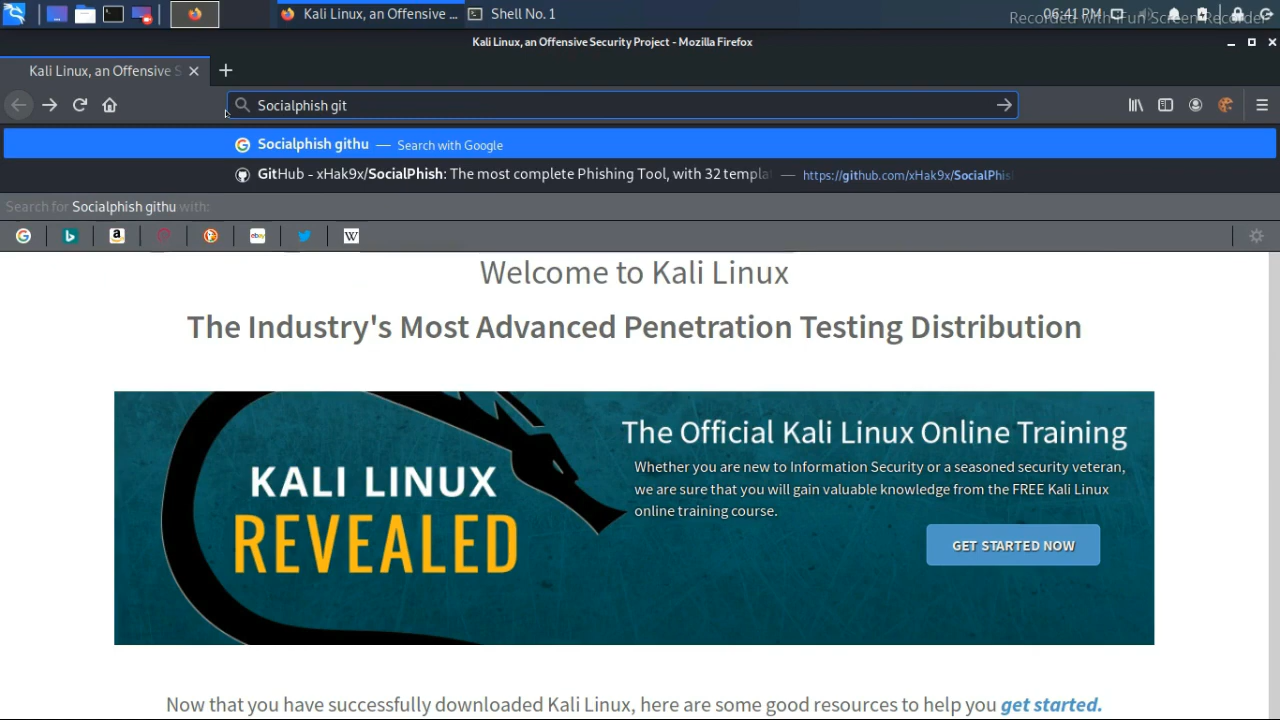 Kali Linux, an Offensive ...
Shell No. 1
06:41 PM
Recorded with iFun Screen Recorder
Kali Linux, an Offensive Security Project - Mozilla Firefox
Kali Linux, an Offensive S
Socialphish git
Socialphish githu — Search with Google
GitHub - xHak9x/SocialPhish: The most complete Phishing Tool, with 32 templa — https://github.com/xHak9x/SocialPhis
Search for Socialphish githu with:
Welcome to Kali Linux
The Industry's Most Advanced Penetration Testing Distribution
KALI LINUX
REVEALED
The Official Kali Linux Online Training
Whether you are new to Information Security or a seasoned security veteran,
we are sure that you will gain valuable knowledge from the FREE Kali Linux
online training course.
GET STARTED NOW
Now that you have successfully downloaded Kali Linux, here are some good resources to help you get started.